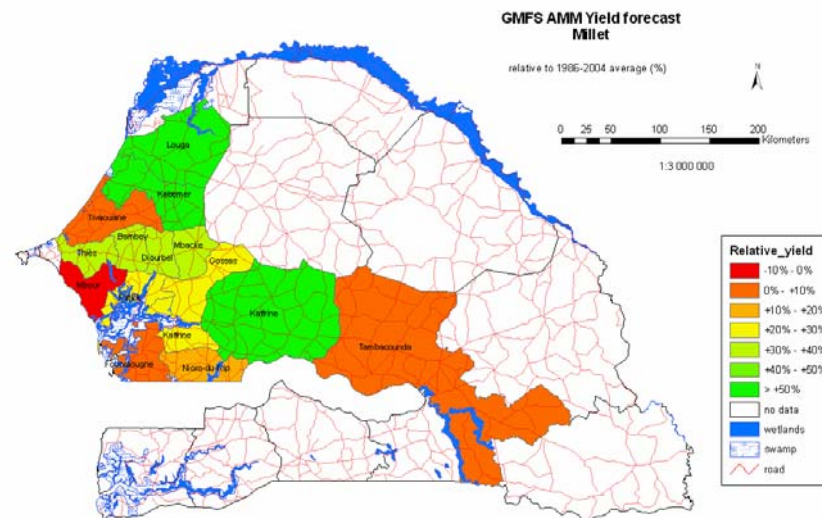 GMFS AMM Yield forecast
Millet
relative to 1986-2004 average (%)
N
0 25 50 100 150 200
Kilometers
1:3 000 000
Louga
Kebemer
Tivaouane
Bambey
Mbacke
Thiès
Diourbel
Gossas
Mbour
Fatick
Kaffrine
Kaffrine
Tambacounda
Foundiougne
Nioro-du-Rip
Relative_yield
-10% - 0%
0% - +10%
+10% - +20%
+20% - +30%
+30% - +40%
+40% - +50%
> +50%
no data
wetlands
swamp
road